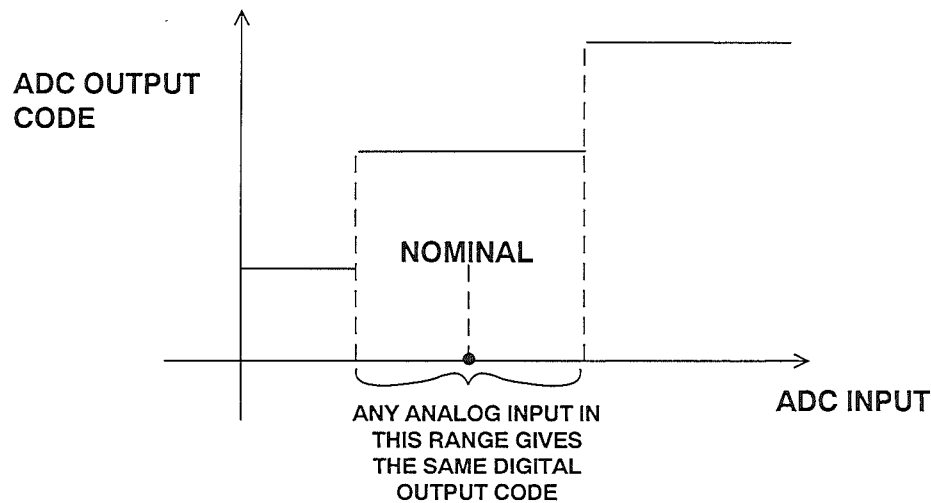 ADC OUTPUT
CODE
NOMINAL
ADC INPUT
ANY ANALOG INPUT IN
THIS RANGE GIVES
THE SAME DIGITAL
OUTPUT CODE